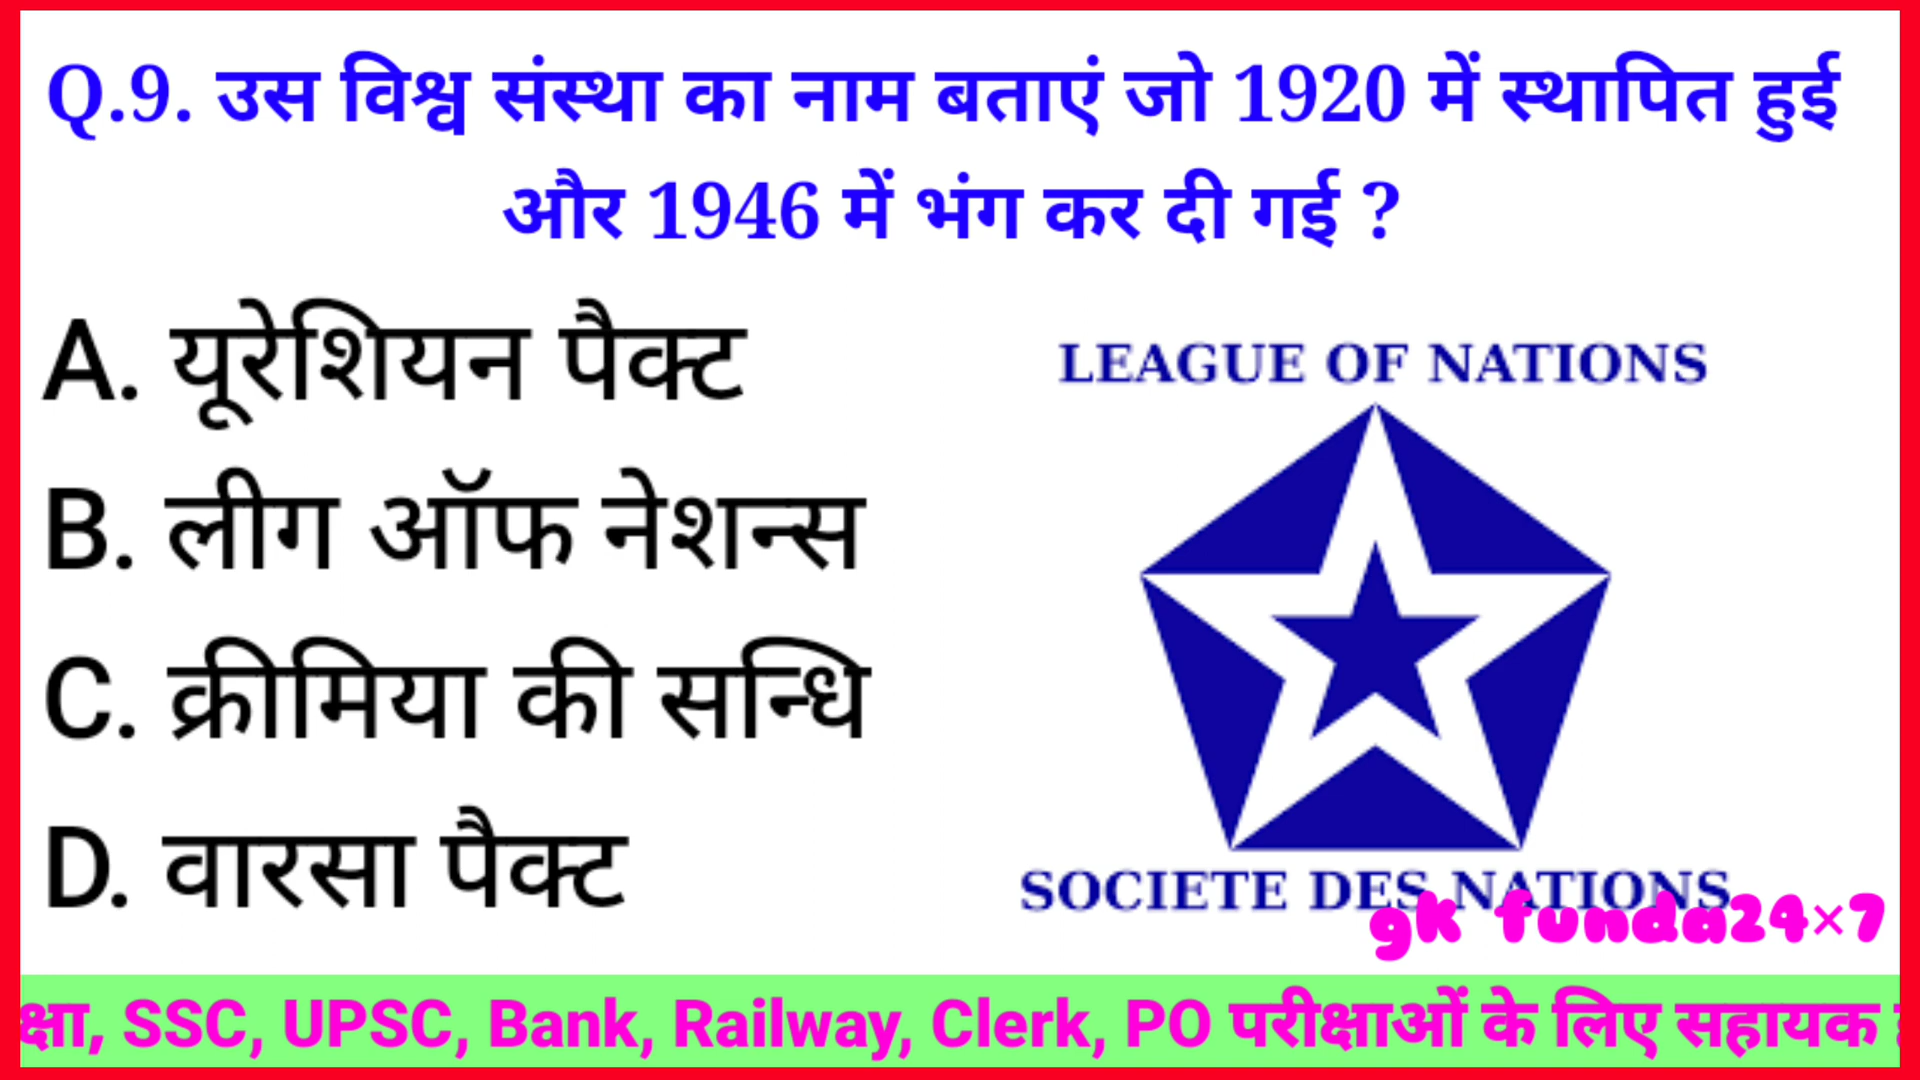 Q.9. उस विश्व संस्था का नाम बताएं जो 1920 में स्थापित हुई
और 1946 में भंग कर दी गई ?
A. यूरेशियन पैक्ट
B. लीग ऑफ नेशन्स
C. क्रीमिया की सन्धि
D. वारसा पैक्ट
LEAGUE OF NATIONS
SOCIETE DES NATIONS
gk funda24×7
क्षा, SSC, UPSC, Bank, Railway, Clerk, PO परीक्षाओं के लिए सहायक